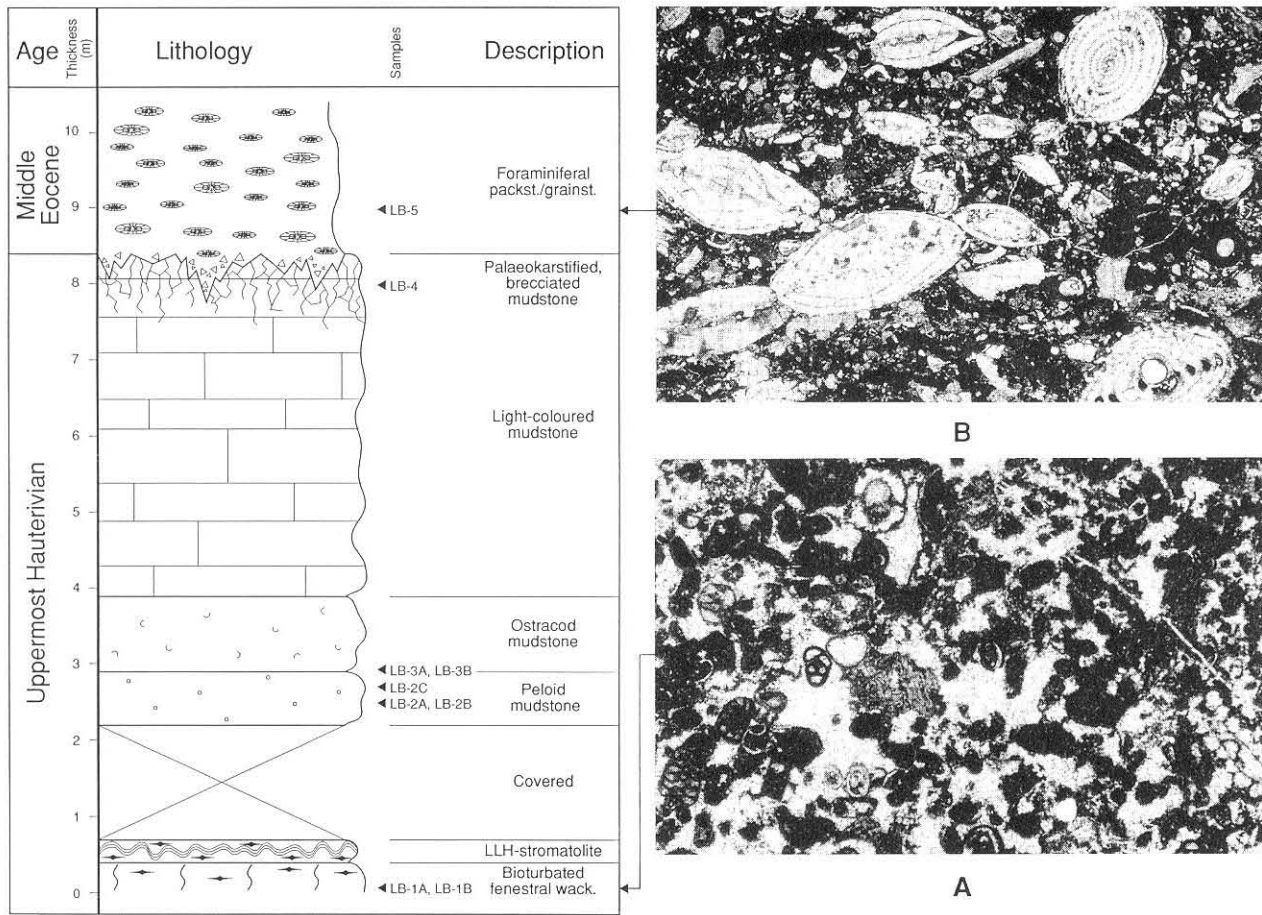 Age
Thickness
(m)
Lithology
Samples
Description
Middle
Eocene
10
9
LB-5
Foraminiferal
packst./grainst.
Uppermost Hauterivian
8
LB-4
Palaeokarstified,
brecciated
mudstone
7
6
Light-coloured
mudstone
5
4
Ostracod
mudstone
3
LB-3A, LB-3B
LB-2C
LB-2A, LB-2B
Peloid
mudstone
2
Covered
1
LLH-stromatolite
Bioturbated
fenestral wack.
0
LB-1A, LB-1B
B
A